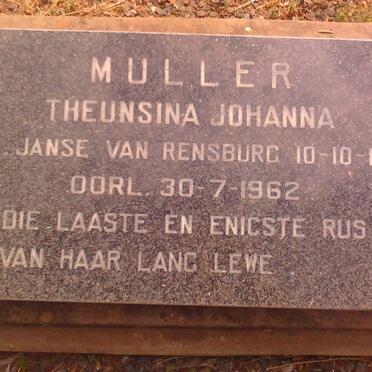 MULLER
THEUNSINA JOHANNA
JANSE VAN RENSBURG 10-10-1
OORL. 30-7-1962
DIE LAASTE EN ENIGSTE RUS
VAN HAAR LANG LEWE